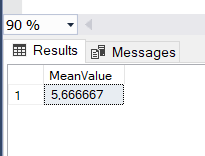 90 %
Results Messages
MeanValue
1 5,666667